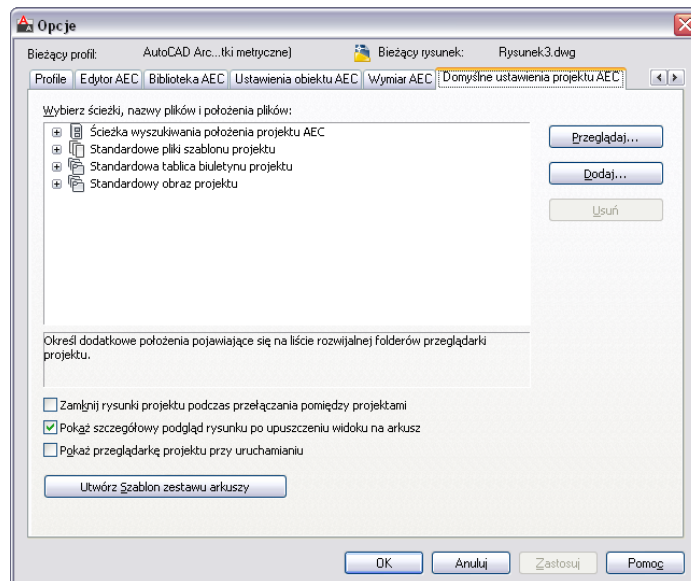 Opcje
Bieżący profil: AutoCAD Arc...tki metryczne) Bieżący rysunek: Rysunek3.dwg
Profile Edytor AEC Biblioteka AEC Ustawienia obiektu AEC Wymiar AEC Domyślne ustawienia projektu AEC
Wybierz ścieżki, nazwy plików i położenia plików:
Ścieżka wyszukiwania położenia projektu AEC
Standardowe pliki szablonu projektu
Standardowa tablica biuletynu projektu
Standardowy obraz projektu
Przeglądaj...
Dodaj...
Usuń
Określ dodatkowe położenia pojawiające się na liście rozwijalnej folderów przeglądarki
projektu.
Zamknij rysunki projektu podczas przełączania pomiędzy projektami
Pokaż szczegółowy podgląd rysunku po upuszczeniu widoku na arkusz
Pokaż przeglądarkę projektu przy uruchamianiu
Utwórz Szablon zestawu arkuszy
OK Anuluj Zastosuj Pomoc